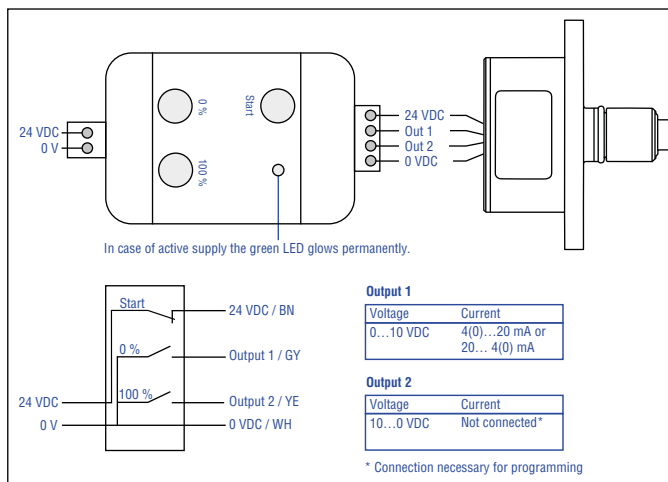 24 VDC
0 V
0 %
100 %
Start
24 VDC
Out 1
Out 2
0 VDC
In case of active supply the green LED glows permanently.
Start
24 VDC / BN
0 %
Output 1 / GY
100 %
24 VDC
Output 2 / YE
0 V
0 VDC / WH
Output 1
Voltage Current
0...10 VDC 4(0)...20 mA or
20... 4(0) mA
Output 2
Voltage Current
10...0 VDC Not connected*
* Connection necessary for programming